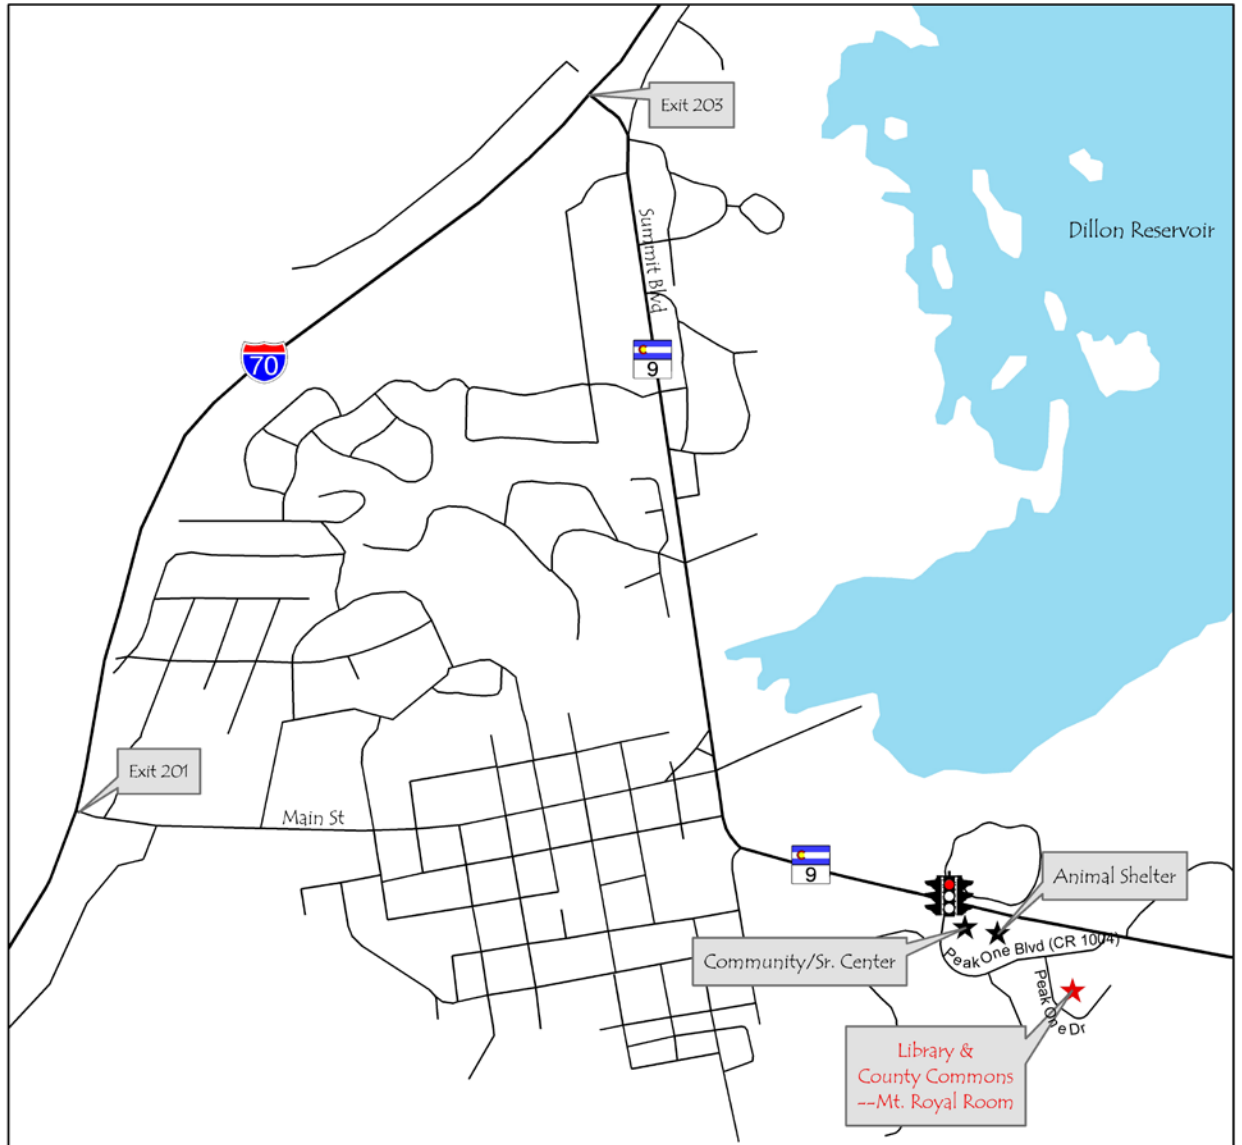 Exit 203
Dillon Reservoir
Summit Blvd
9
70
Exit 201
Main St
9
Animal Shelter
Community/Sr. Center
Peak One Blvd (CR 1004)
Peak One Dr
Library &
County Commons
--Mt. Royal Room